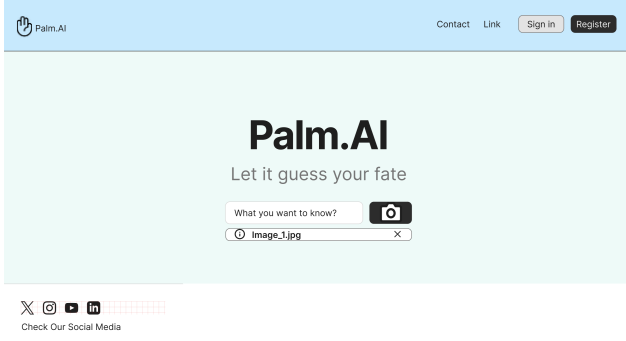 Palm.AI
Contact Link Sign in Register
Palm.AI
Let it guess your fate
What you want to know?
Image_1.jpg
Check Our Social Media